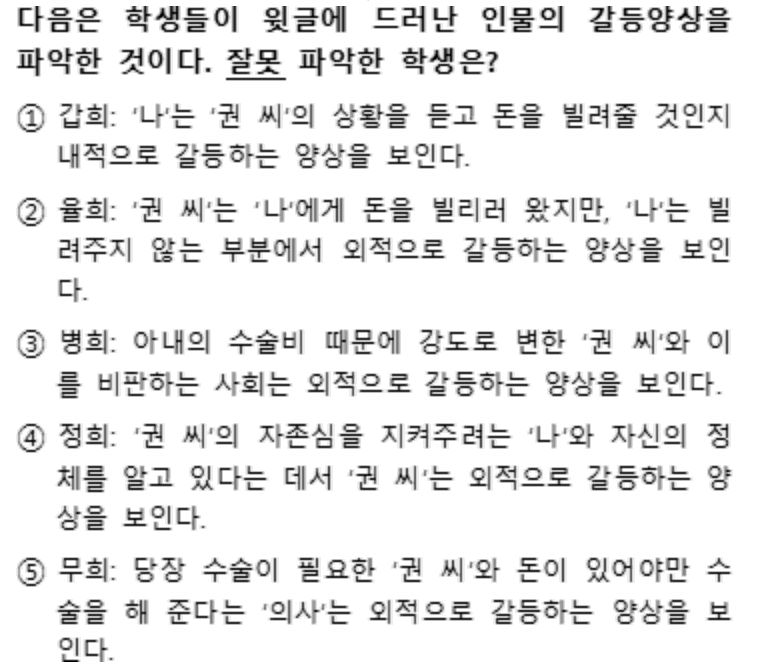 다음은 학생들이 윗글에 드러난 인물의 갈등양상을
파악한 것이다. 잘못 파악한 학생은?
① 갑희: '나'는 '권 씨'의 상황을 듣고 돈을 빌려줄 것인지
내적으로 갈등하는 양상을 보인다.
② 율희: '권 씨'는 '나'에게 돈을 빌리러 왔지만, '나'는 빌
려주지 않는 부분에서 외적으로 갈등하는 양상을 보인
다.
③ 병희: 아내의 수술비 때문에 강도로 변한 '권 씨'와 이
를 비판하는 사회는 외적으로 갈등하는 양상을 보인다.
④ 정희: '권 씨'의 자존심을 지켜주려는 '나'와 자신의 정
체를 알고 있다는 데서 '권 씨'는 외적으로 갈등하는 양
상을 보인다.
⑤ 무희: 당장 수술이 필요한 '권 씨'와 돈이 있어야만 수
술을 해 준다는 '의사'는 외적으로 갈등하는 양상을 보
인다.